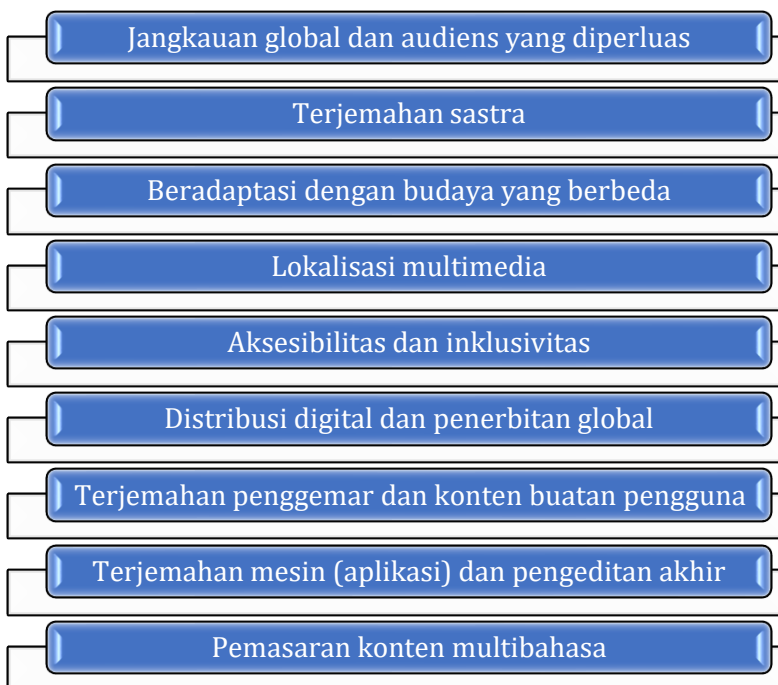 Jangkauan global dan audiens yang diperluas
Terjemahan sastra
Beradaptasi dengan budaya yang berbeda
Lokalisasi multimedia
Aksesibilitas dan inklusivitas
Distribusi digital dan penerbitan global
Terjemahan penggemar dan konten buatan pengguna
Terjemahan mesin (aplikasi) dan pengeditan akhir
Pemasaran konten multibahasa